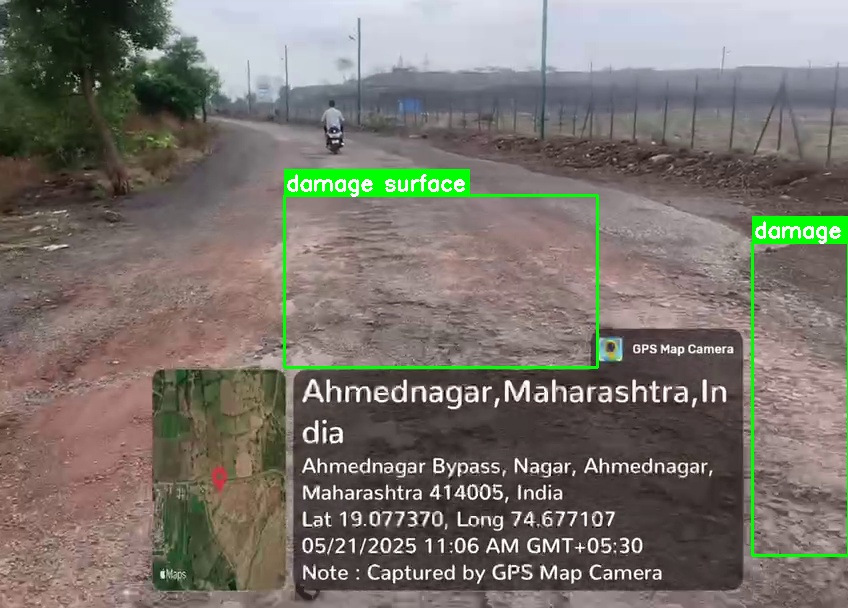 damage surface
damage
GPS Map Camera
Ahmednagar,Maharashtra,In
dia
Ahmednagar Bypass, Nagar, Ahmednagar,
Maharashtra 414005, India
Lat 19.077370, Long 74.677107
05/21/2025 11:06 AM GMT+05:30
Note : Captured by GPS Map Camera
Maps